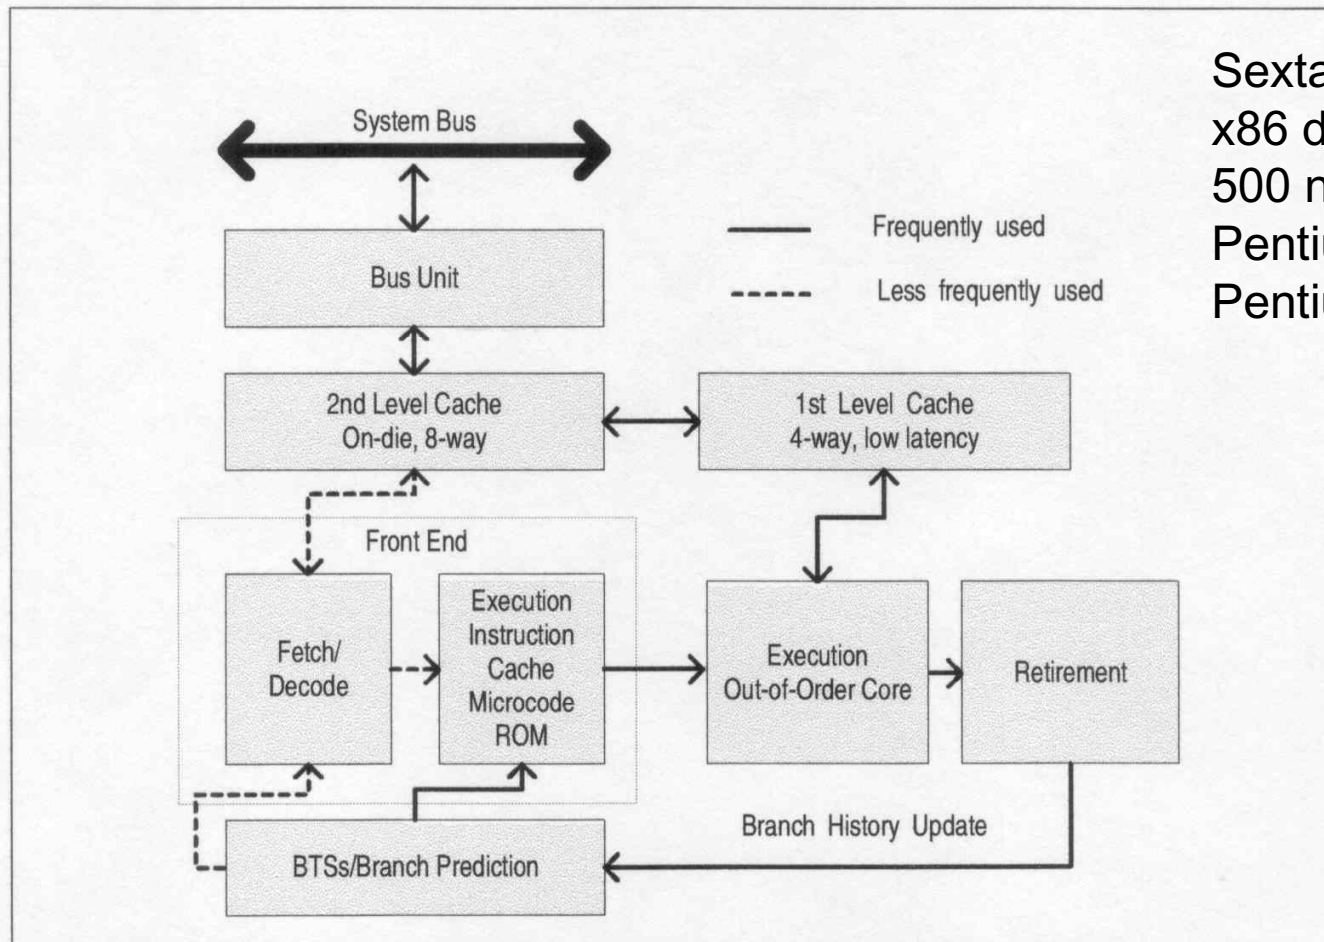 System Bus
Bus Unit
Frequently used
Less frequently used
2nd Level Cache
On-die, 8-way
1st Level Cache
4-way, low latency
Front End
Fetch/
Decode
Execution
Instruction
Cache
Microcode
ROM
Execution
Out-of-Order Core
Retirement
BTSs/Branch Prediction
Branch History Update
Sexta
x86 d
500 n
Pentiu
Pentiu